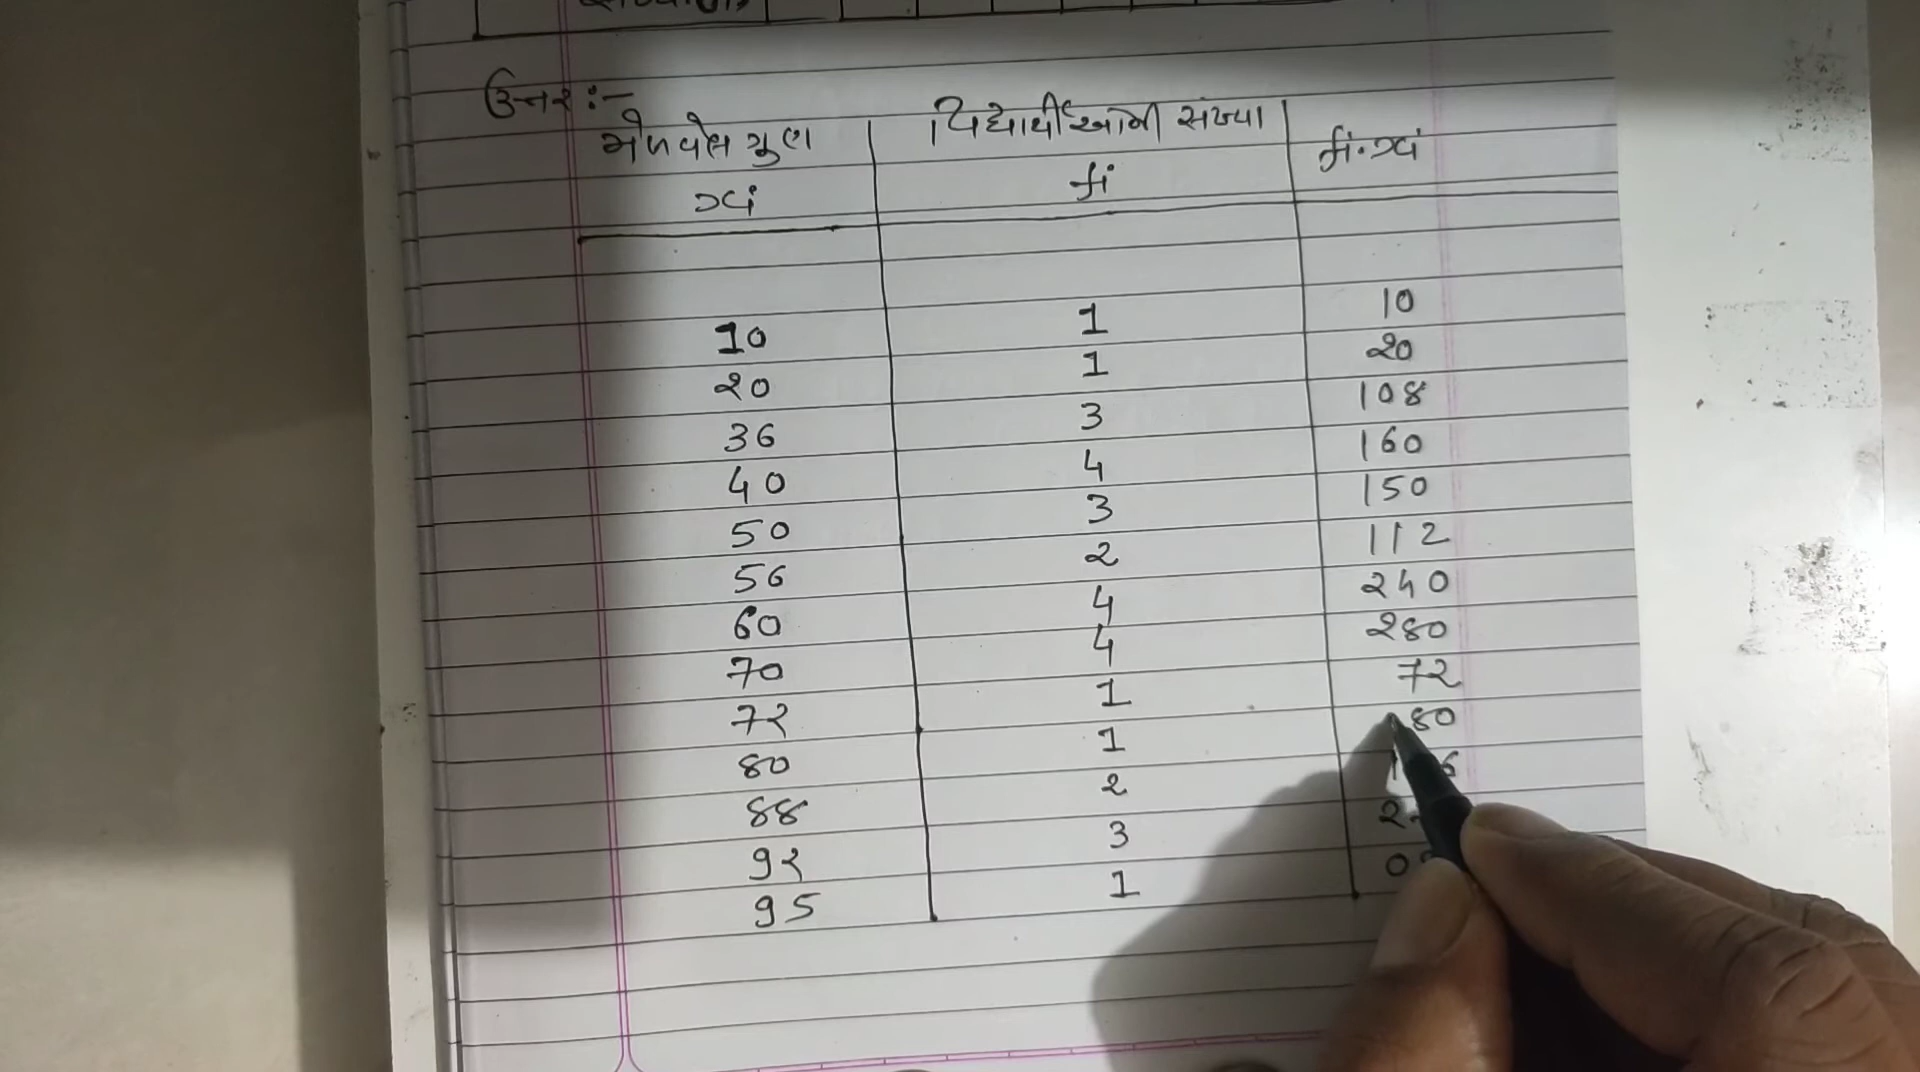 ઉત્તર :-
મેળવેલ ગુણ | વિદ્યાર્થીઓની સંખ્યા | fi.xi
xi | fi
10 1 10
20 1 20
36 3 108
40 4 160
50 3 150
56 2 112
60 4 240
70 4 280
72 1 72
80 1 80
88 2
92 3
95 1